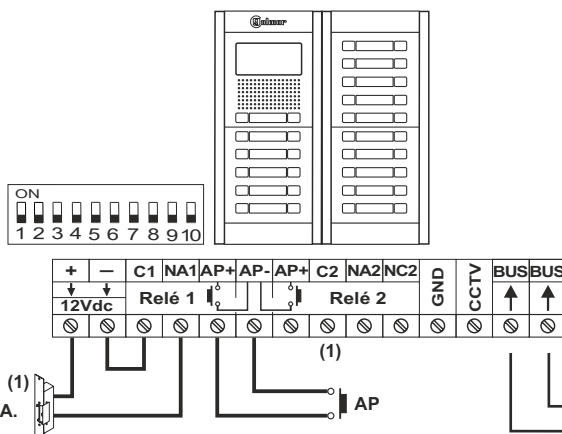 Golmar
ON
1 2 3 4 5 6 7 8 9 10
+ — C1 NA1 AP+ AP- AP+ C2 NA2 NC2 GND CCTV BUS BUS
12Vdc Relé 1 Relé 2
(1)
(1)
A.
AP